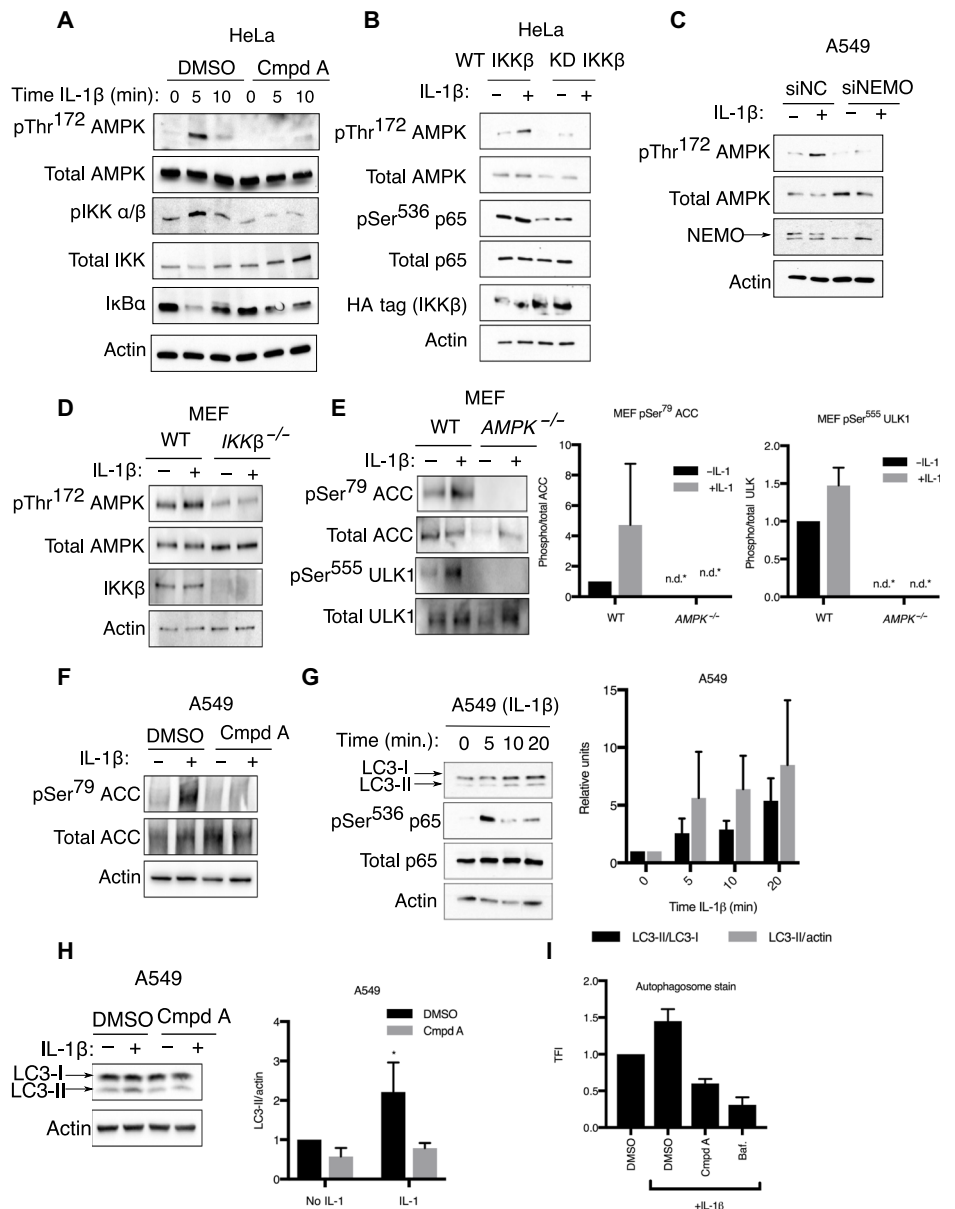 A
HeLa
DMSO Cmpd A
Time IL-1β (min): 0 5 10 0 5 10
pThr172 AMPK
Total AMPK
pIKK α/β
Total IKK
IκBα
Actin
B
HeLa
WT IKKβ KD IKKβ
IL-1β: – + – +
pThr172 AMPK
Total AMPK
pSer536 p65
Total p65
HA tag (IKKβ)
Actin
C
A549
siNC siNEMO
IL-1β: – + – +
pThr172 AMPK
Total AMPK
NEMO
Actin
D
MEF
WT IKKβ–/–
IL-1β: – + – +
pThr172 AMPK
Total AMPK
IKKβ
Actin
E
MEF
WT AMPK–/–
IL-1β: – + – +
pSer79 ACC
Total ACC
pSer555 ULK1
Total ULK1
MEF pSer79 ACC
Phospho/total ACC
10
8
6
4
2
0
–IL-1
+IL-1
n.d.* n.d.*
WT AMPK–/–
MEF pSer555 ULK1
Phospho/total ULK
2.0
1.5
1.0
0.5
0.0
–IL-1
+IL-1
n.d.* n.d.*
WT AMPK–/–
F
A549
DMSO Cmpd A
IL-1β: – + – +
pSer79 ACC
Total ACC
Actin
G
A549 (IL-1β)
Time (min.): 0 5 10 20
LC3-I
LC3-II
pSer536 p65
Total p65
Actin
A549
Relative units
15
10
5
0
0 5 10 20
Time IL-1β (min)
LC3-II/LC3-I LC3-II/actin
H
A549
DMSO Cmpd A
IL-1β: – + – +
LC3-I
LC3-II
Actin
A549
DMSO
Cmpd A
LC3-II/actin
4
3
2
1
0
*
No IL-1 IL-1
I
Autophagosome stain
TFI
2.0
1.5
1.0
0.5
0.0
DMSO DMSO Cmpd A Baf.
+IL-1β